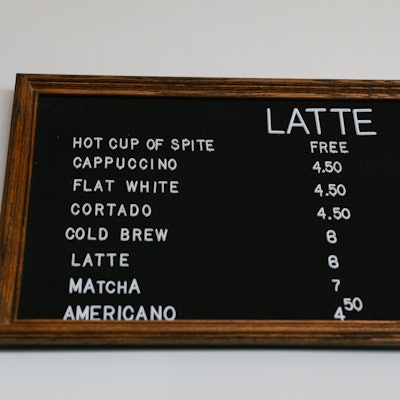 LATTE
HOT CUP OF SPITE FREE
CAPPUCCINO 4.50
FLAT WHITE 4.50
CORTADO 4.50
COLD BREW 6
LATTE 6
MATCHA 7
AMERICANO 4 50